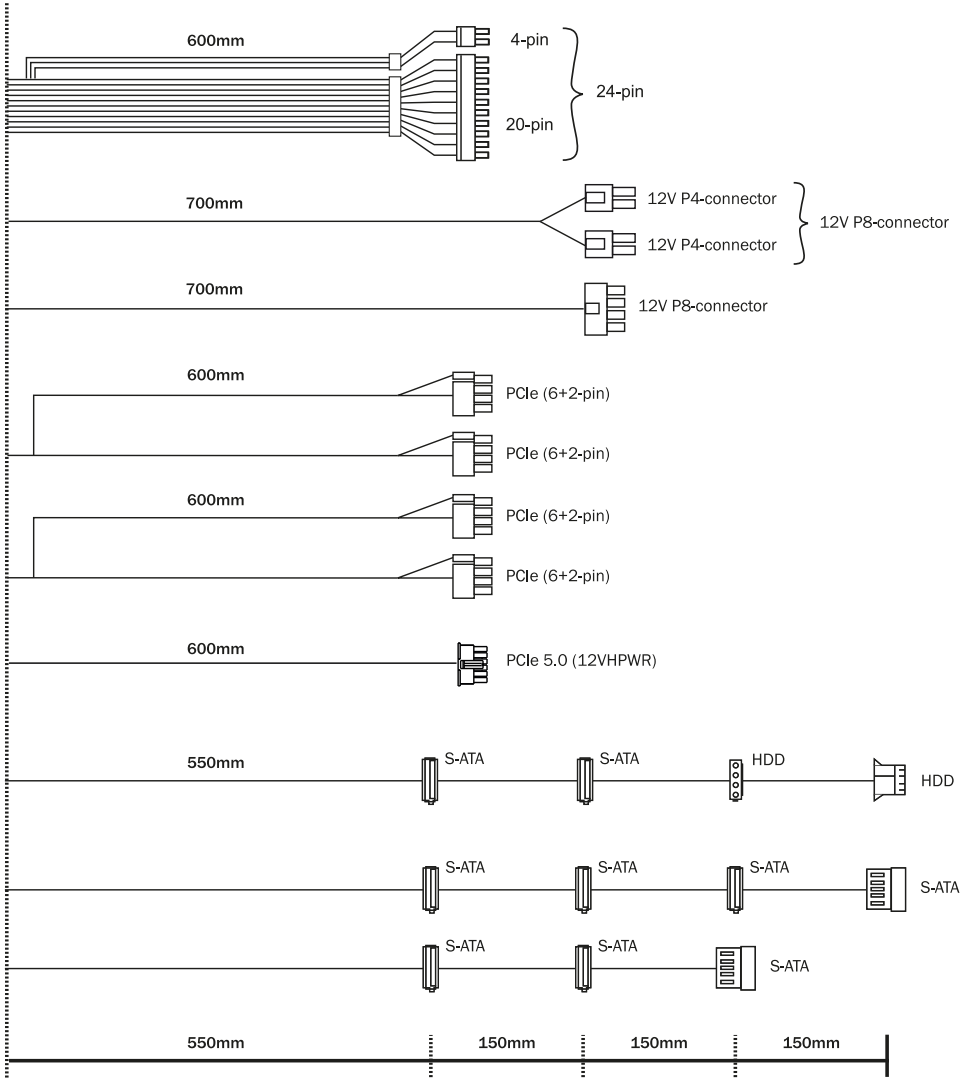 600mm
4-pin
24-pin
20-pin
700mm
12V P4-connector
12V P8-connector
12V P4-connector
700mm
12V P8-connector
600mm
PCIe (6+2-pin)
PCIe (6+2-pin)
600mm
PCIe (6+2-pin)
PCIe (6+2-pin)
600mm
PCIe 5.0 (12VHPWR)
550mm
S-ATA
S-ATA
HDD
HDD
S-ATA
S-ATA
S-ATA
S-ATA
S-ATA
S-ATA
S-ATA
550mm
150mm
150mm
150mm